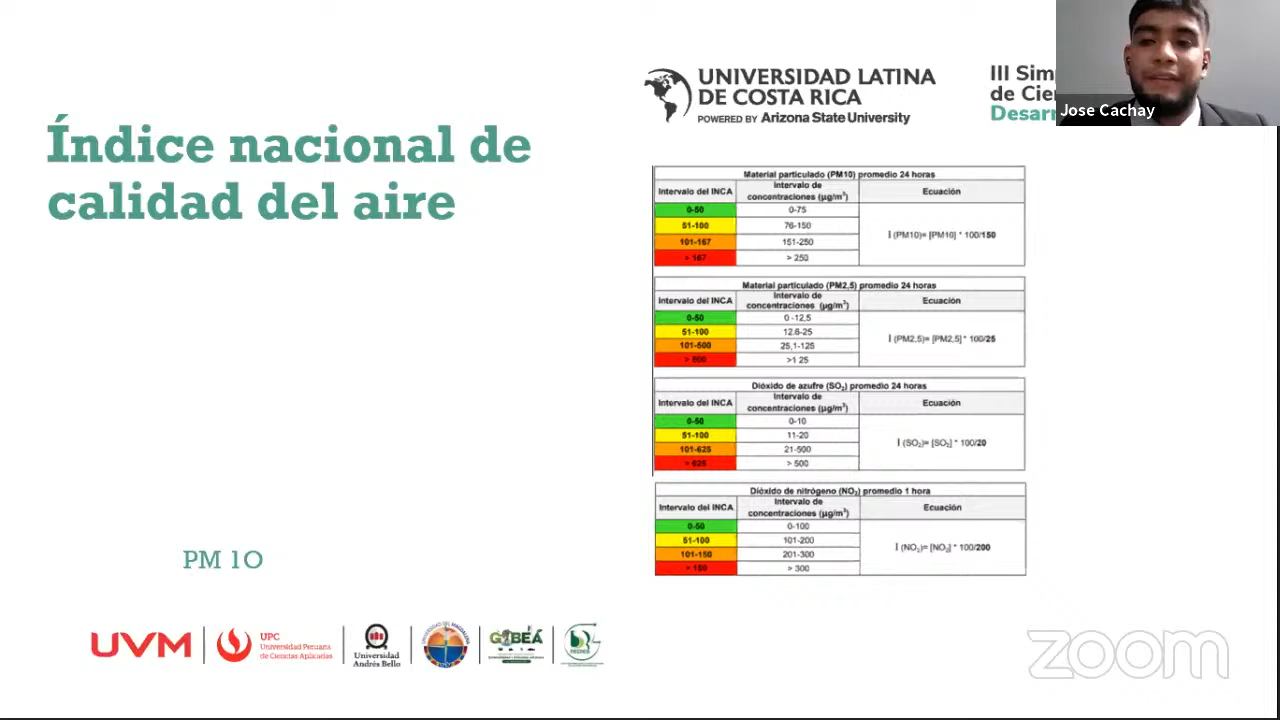 Índice nacional de
calidad del aire
UNIVERSIDAD LATINA
DE COSTA RICA
POWERED BY Arizona State University
III
de
Jose Cachay
Material particulado (PM10) promedio 24 horas
Intervalo del INCA
Intervalo de
concentraciones (µg/m³)
Ecuación
0-50 0-75
51-100 76-150
101-167 151-250
> 167 > 250
I (PM10)= [PM10] * 100/150
Material particulado (PM2,5) promedio 24 horas
Intervalo del INCA
Intervalo de
concentraciones (µg/m³)
Ecuación
0-50 0 -12,5
51-100 12,6-25
101-500 25,1-125
> 500 >1 25
I (PM2,5)= [PM2,5] * 100/25
Dióxido de azufre (SO₂) promedio 24 horas
Intervalo del INCA
Intervalo de
concentraciones (µg/m³)
Ecuación
0-50 0-10
51-100 11-20
101-625 21-500
> 625 > 500
I (SO₂)= [SO₂] * 100/20
Dióxido de nitrógeno (NO₂) promedio 1 hora
Intervalo del INCA
Intervalo de
concentraciones (µg/m³)
Ecuación
0-50 0-100
51-100 101-200
101-150 201-300
> 150 > 300
I (NO₂)= [NO₂] * 100/200
PM 10
UVM
UPC
Universidad Peruana
de Ciencias Aplicadas
Universidad
Andrés Bello
zoom